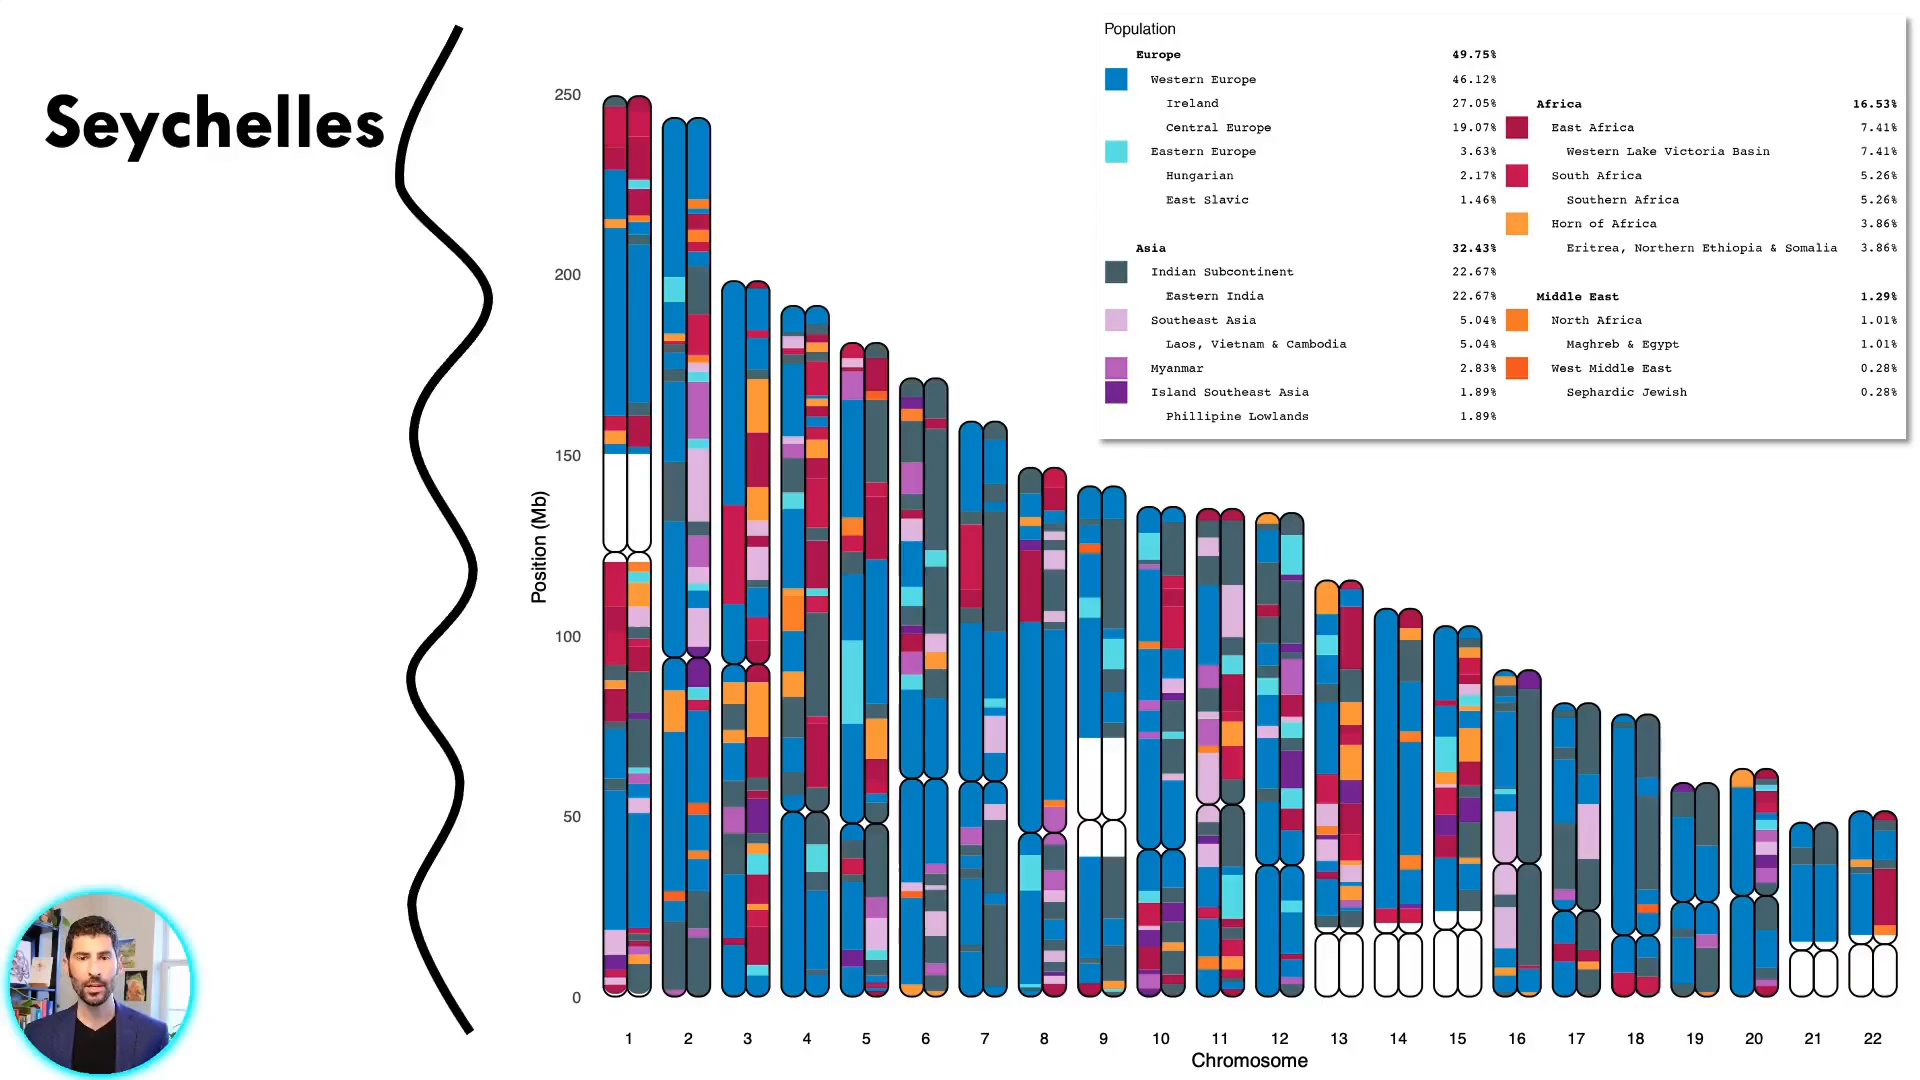 Seychelles
Population
Europe 49.75%
Western Europe 46.12%
Ireland 27.05%
Central Europe 19.07%
Eastern Europe 3.63%
Hungarian 2.17%
East Slavic 1.46%
Asia 32.43%
Indian Subcontinent 22.67%
Eastern India 22.67%
Southeast Asia 5.04%
Laos, Vietnam & Cambodia 5.04%
Myanmar 2.83%
Island Southeast Asia 1.89%
Phillipine Lowlands 1.89%
Africa 16.53%
East Africa 7.41%
Western Lake Victoria Basin 7.41%
South Africa 5.26%
Southern Africa 5.26%
Horn of Africa 3.86%
Eritrea, Northern Ethiopia & Somalia 3.86%
Middle East 1.29%
North Africa 1.01%
Maghreb & Egypt 1.01%
West Middle East 0.28%
Sephardic Jewish 0.28%
Position (Mb)
250
200
150
100
50
0
1 2 3 4 5 6 7 8 9 10 11 12 13 14 15 16 17 18 19 20 21 22
Chromosome